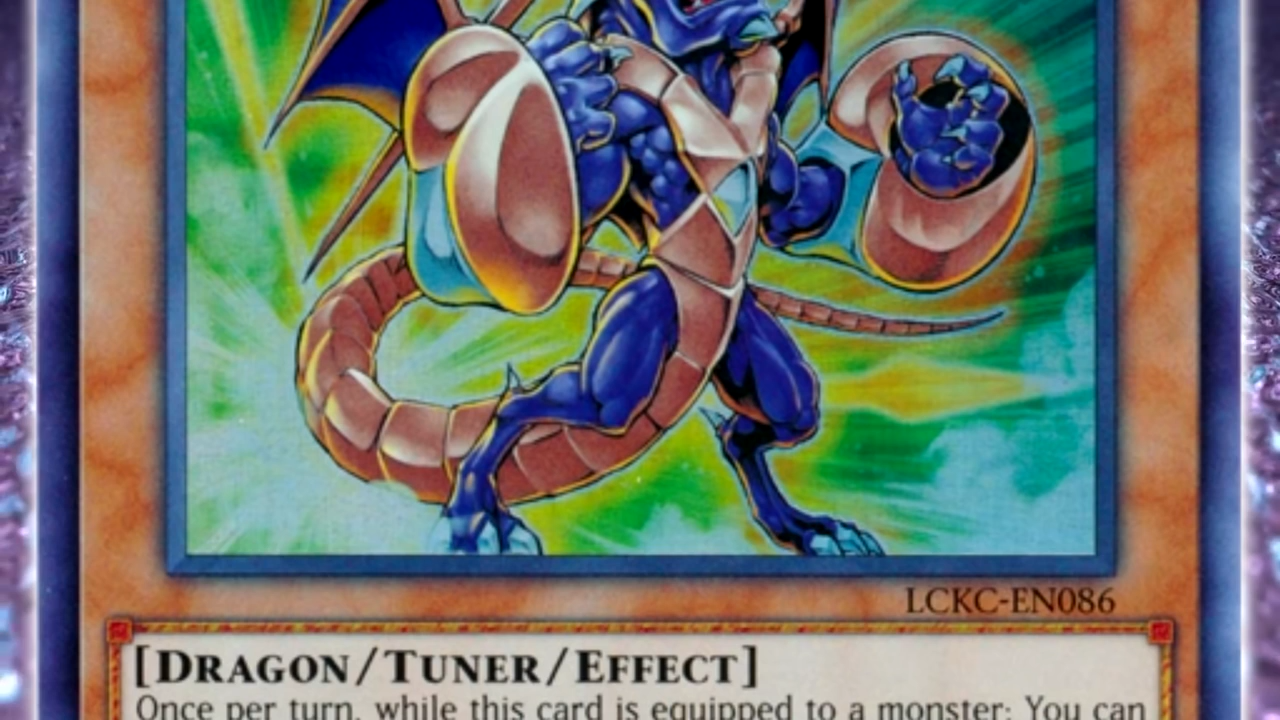 LCKC-EN086
[DRAGON/TUNER/EFFECT]
Once per turn, while this card is equipped to a monster: You can